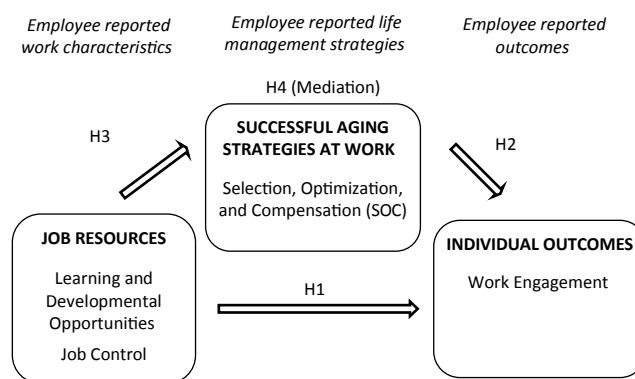 Employee reported
work characteristics
Employee reported life
management strategies
Employee reported
outcomes
H4 (Mediation)
H3
SUCCESSFUL AGING
STRATEGIES AT WORK
Selection, Optimization,
and Compensation (SOC)
H2
JOB RESOURCES
Learning and
Developmental
Opportunities
Job Control
H1
INDIVIDUAL OUTCOMES
Work Engagement